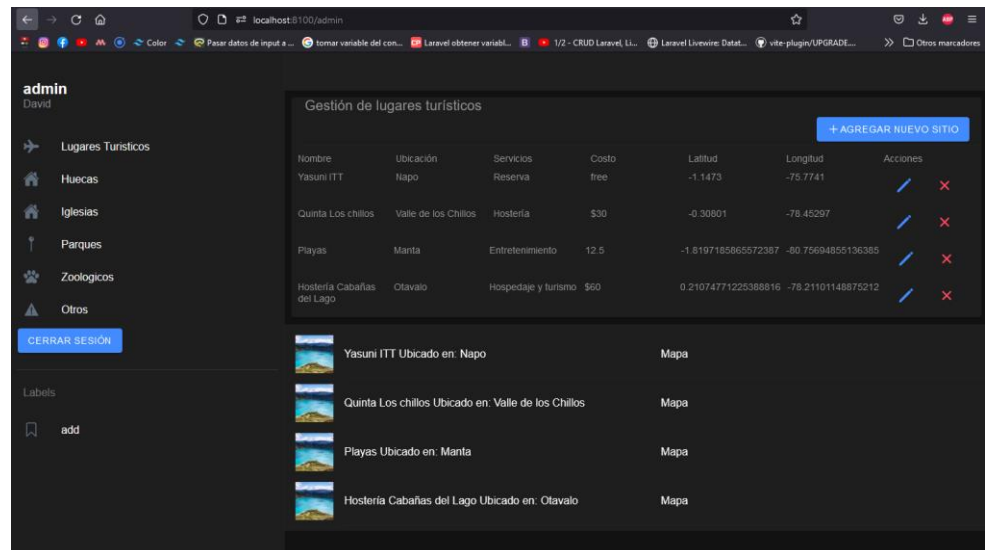 localhost:8100/admin
Color
Pasar datos de input a ...
tomar variable del con...
Laravel obtener variabl...
1/2 - CRUD Laravel, Li...
Laravel Livewire: Datat...
vite-plugin/UPGRADE....
Otros marcadores
admin
David
Lugares Turisticos
Huecas
Iglesias
Parques
Zoologicos
Otros
CERRAR SESIÓN
Labels
add
Gestión de lugares turísticos
+ AGREGAR NUEVO SITIO
Nombre Ubicación Servicios Costo Latitud Longitud Acciones
Yasuni ITT Napo Reserva free -1.1473 -75.7741
Quinta Los chillos Valle de los Chillos Hostería $30 -0.30801 -78.45297
Playas Manta Entretenimiento 12.5 -1.8197185865572387 -80.75694855136385
Hostería Cabañas del Lago Otavalo Hospedaje y turismo $60 0.21074771225388816 -78.21101148875212
Yasuni ITT Ubicado en: Napo Mapa
Quinta Los chillos Ubicado en: Valle de los Chillos Mapa
Playas Ubicado en: Manta Mapa
Hostería Cabañas del Lago Ubicado en: Otavalo Mapa